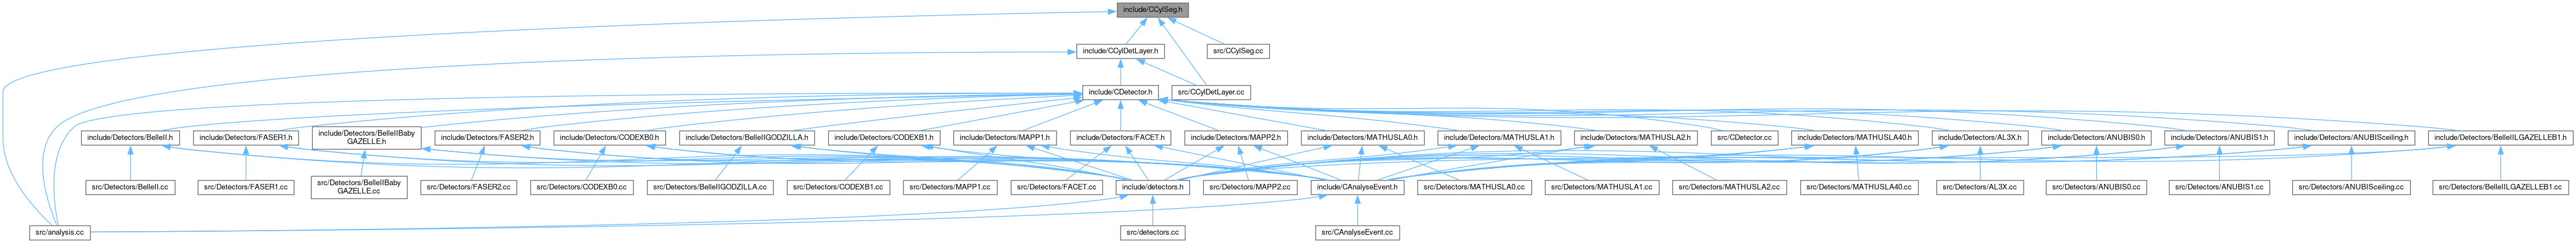 include/CCylSeg.h
include/CCylDetLayer.h
src/CCylSeg.cc
include/CDetector.h
src/CCylDetLayer.cc
include/Detectors/BelleII.h
include/Detectors/FASER1.h
include/Detectors/BelleIIBaby
GAZELLE.h
include/Detectors/FASER2.h
include/Detectors/CODEXB0.h
include/Detectors/BelleIIGODZILLA.h
include/Detectors/CODEXB1.h
include/Detectors/MAPP1.h
include/Detectors/FACET.h
include/Detectors/MAPP2.h
include/Detectors/MATHUSLA0.h
include/Detectors/MATHUSLA1.h
include/Detectors/MATHUSLA2.h
src/CDetector.cc
include/Detectors/MATHUSLA40.h
include/Detectors/AL3X.h
include/Detectors/ANUBIS0.h
include/Detectors/ANUBIS1.h
include/Detectors/ANUBISceiling.h
include/Detectors/BelleIILGAZELLEB1.h
src/Detectors/BelleII.cc
src/Detectors/FASER1.cc
src/Detectors/BelleIIBaby
GAZELLE.cc
src/Detectors/FASER2.cc
src/Detectors/CODEXB0.cc
src/Detectors/BelleIIGODZILLA.cc
src/Detectors/CODEXB1.cc
src/Detectors/MAPP1.cc
src/Detectors/FACET.cc
include/detectors.h
src/Detectors/MAPP2.cc
include/CAnalyseEvent.h
src/Detectors/MATHUSLA0.cc
src/Detectors/MATHUSLA1.cc
src/Detectors/MATHUSLA2.cc
src/Detectors/MATHUSLA40.cc
src/Detectors/AL3X.cc
src/Detectors/ANUBIS0.cc
src/Detectors/ANUBIS1.cc
src/Detectors/ANUBISceiling.cc
src/Detectors/BelleIILGAZELLEB1.cc
src/analysis.cc
src/detectors.cc
src/CAnalyseEvent.cc